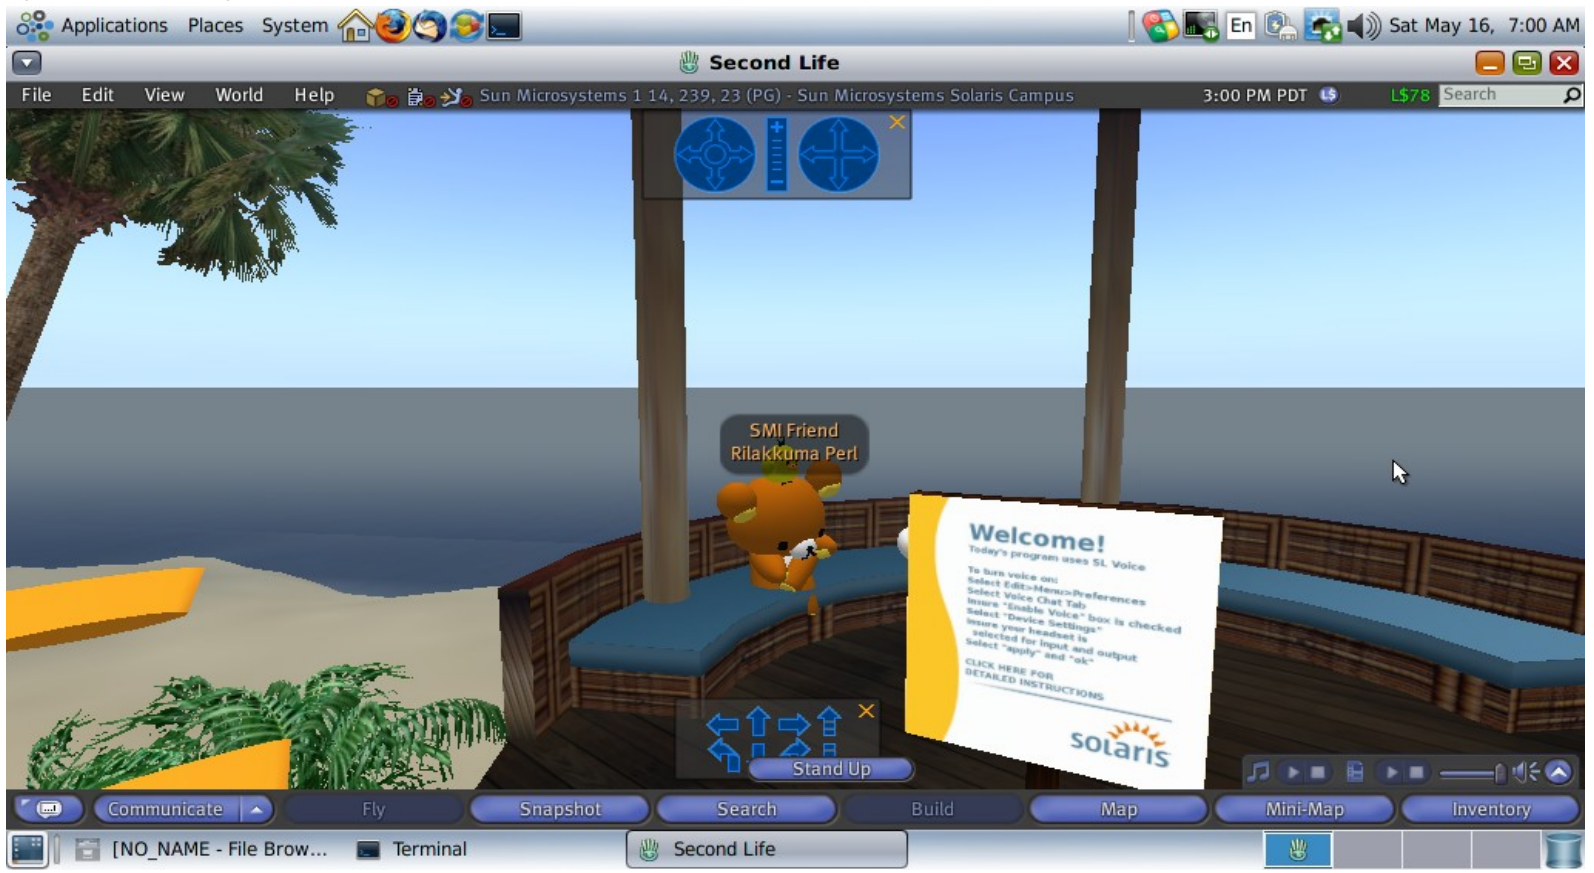 Applications Places System En Sat May 16, 7:00 AM
Second Life
File Edit View World Help Sun Microsystems 1 14, 239, 23 (PG) - Sun Microsystems Solaris Campus 3:00 PM PDT L$ L$78 Search
SMI Friend
Rilakkuma Perl
Welcome!
Today's program uses SL Voice
To turn voice on:
Select Edit>Menu>Preferences
Select Voice Chat Tab
Insure "Enable Voice" box is checked
Select "Device Settings"
Insure your headset is
selected for input and output
Select "apply" and "ok"
CLICK HERE FOR
DETAILED INSTRUCTIONS
solaris
Stand Up
Communicate Fly Snapshot Search Build Map Mini-Map Inventory
[NO_NAME - File Brow... Terminal Second Life